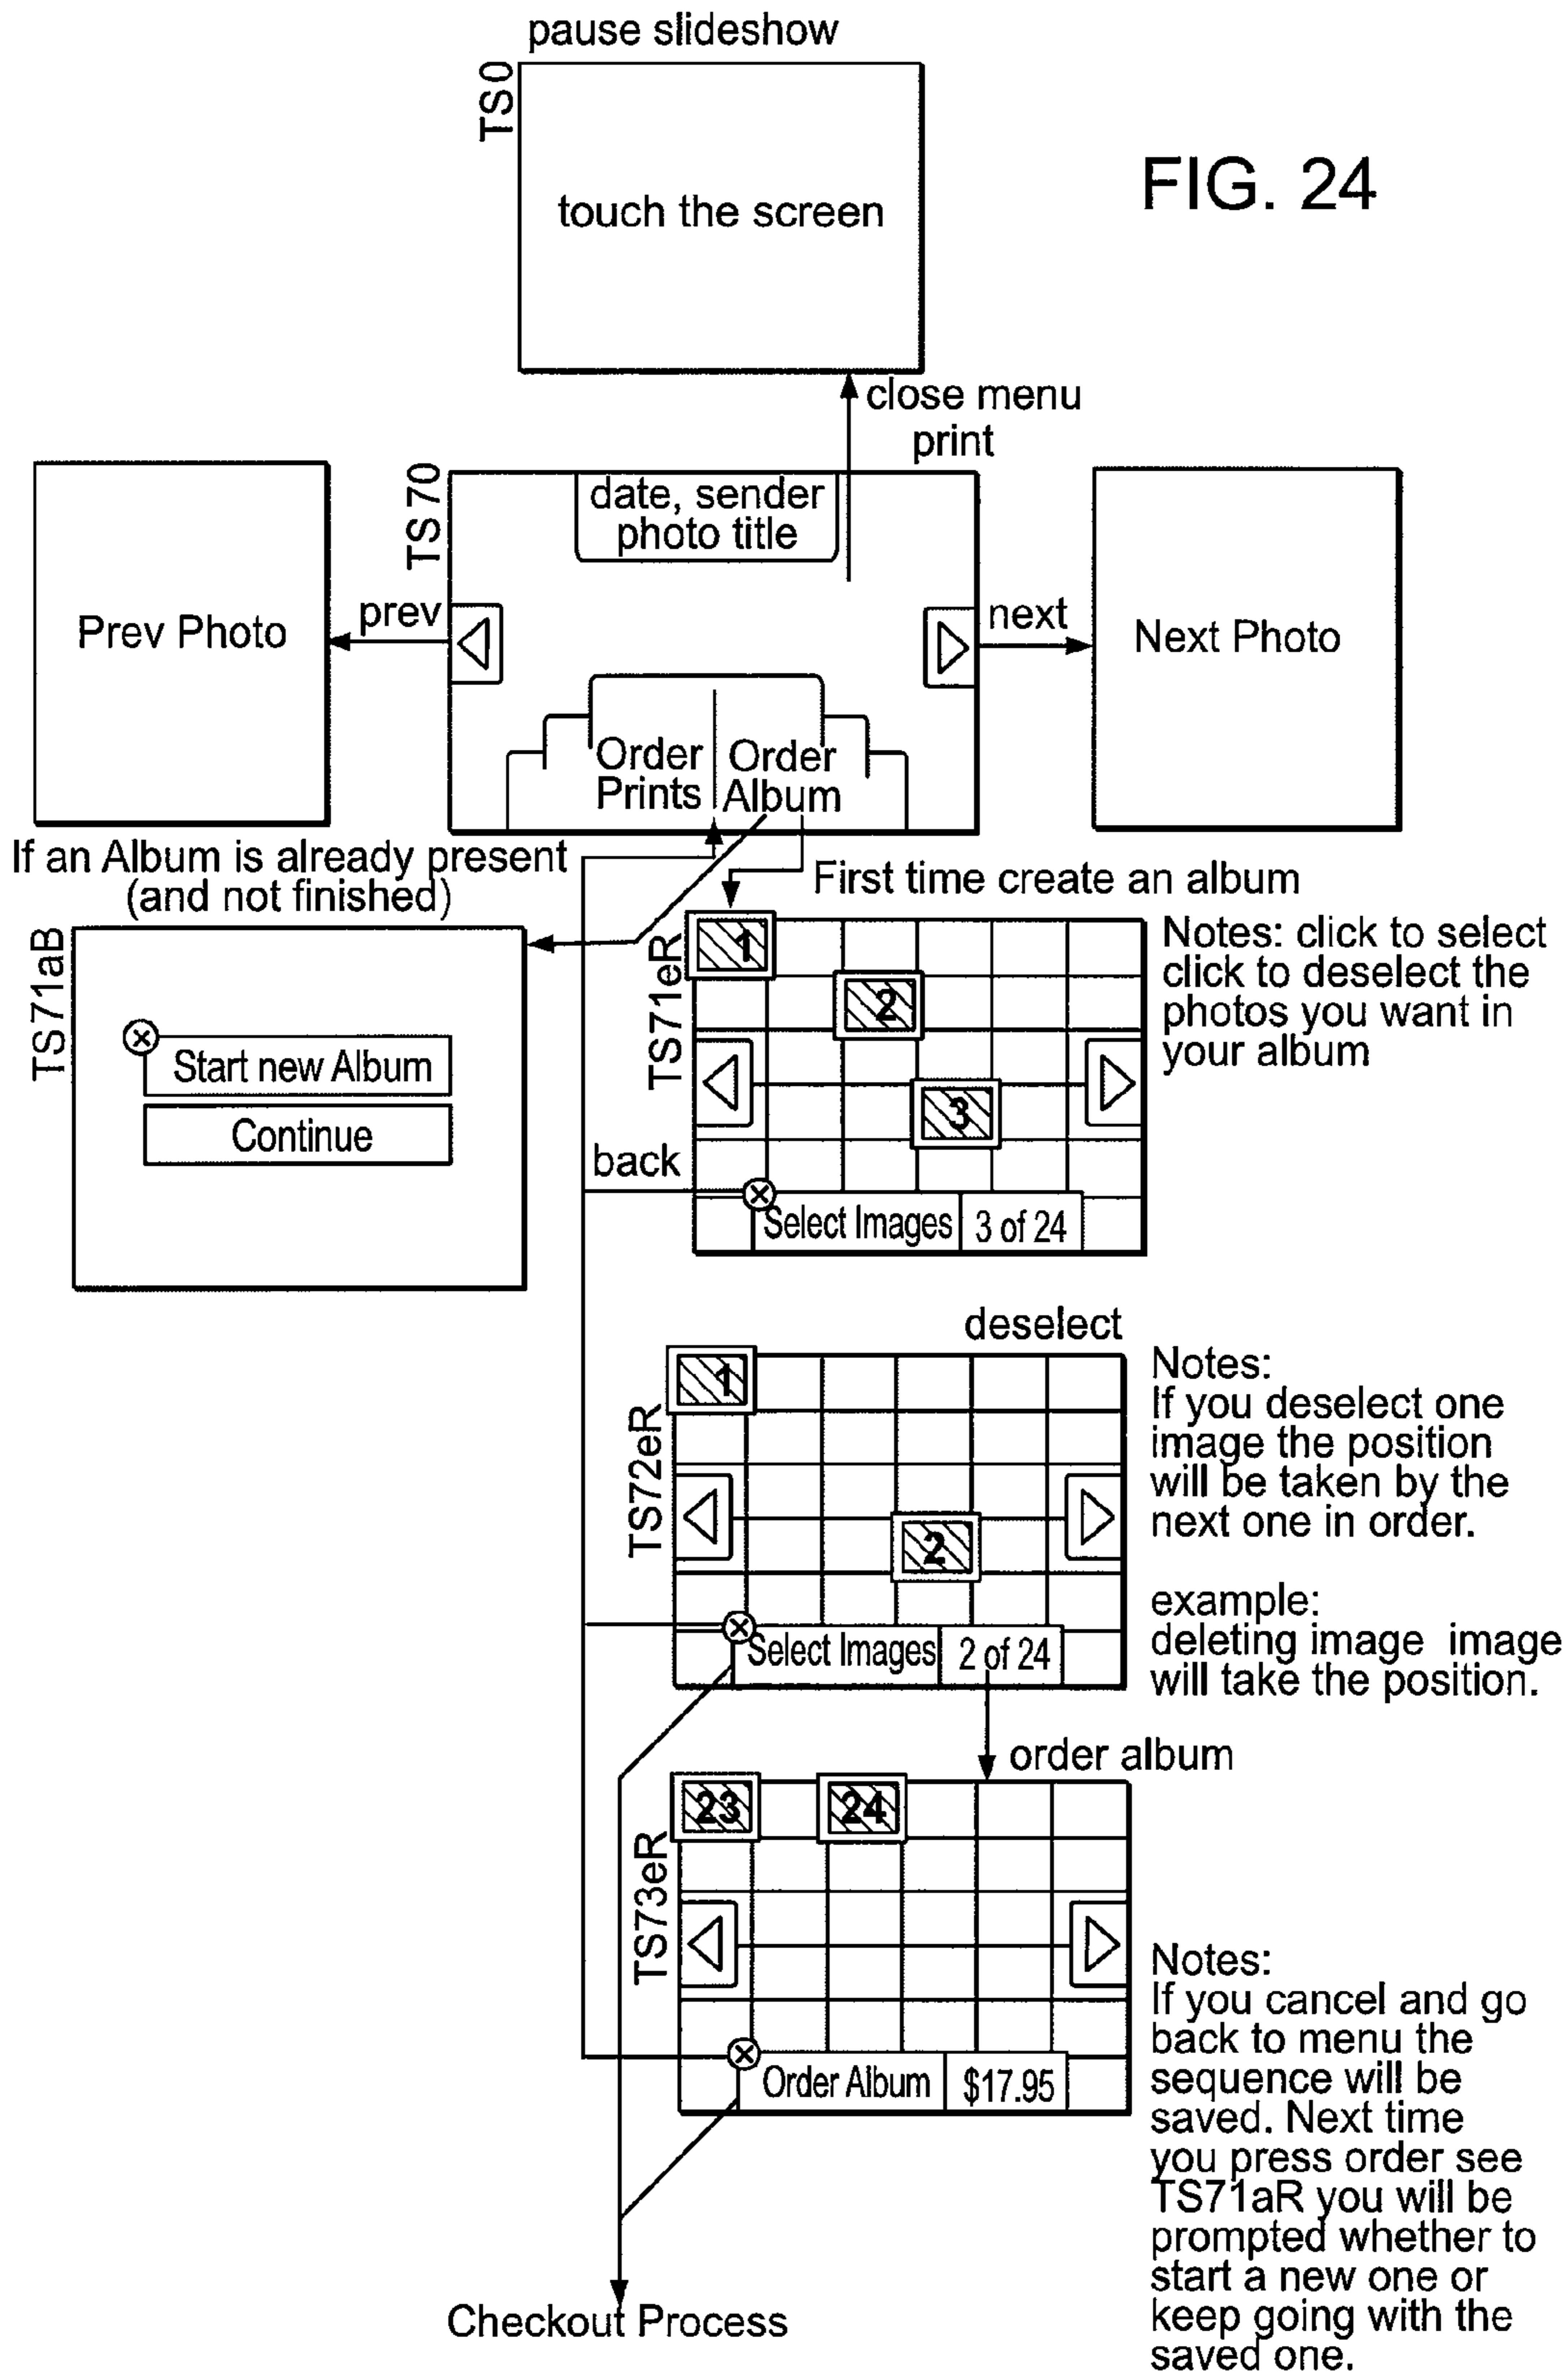 pause slideshow
TS0
touch the screen
FIG. 24
close menu
print
TS 70
date, sender
photo title
Prev Photo
prev
next
Next Photo
Order
Prints
Order
Album
If an Album is already present
(and not finished)
First time create an album
TS71aB
Start new Album
Continue
TS71eR
1
2
3
back
Select Images
3 of 24
Notes: click to select
click to deselect the
photos you want in
your album
deselect
TS72eR
1
2
Select Images
2 of 24
Notes:
If you deselect one
image the position
will be taken by the
next one in order.
example:
deleting image image
will take the position.
order album
TS73eR
23
24
Order Album
$17.95
Notes:
If you cancel and go
back to menu the
sequence will be
saved. Next time
you press order see
TS71aR you will be
prompted whether to
start a new one or
keep going with the
saved one.
Checkout Process